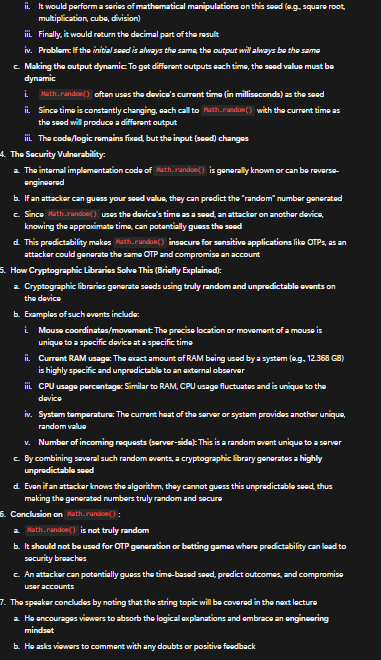 ii. It would perform a series of mathematical manipulations on this seed (e.g., square root,
multiplication, cube, division)
iii. Finally, it would return the decimal part of the result
iv. Problem: If the initial seed is always the same, the output will always be the same
c. Making the output dynamic: To get different outputs each time, the seed value must be
dynamic
i. Math.random() often uses the device's current time (in milliseconds) as the seed
ii. Since time is constantly changing, each call to Math.random() with the current time as
the seed will produce a different output
iii. The code/logic remains fixed, but the input (seed) changes
4. The Security Vulnerability:
a. The internal implementation code of Math.random() is generally known or can be reverse-
engineered
b. If an attacker can guess your seed value, they can predict the "random" number generated
c. Since Math.random() uses the device's time as a seed, an attacker on another device,
knowing the approximate time, can potentially guess the seed
d. This predictability makes Math.random() insecure for sensitive applications like OTPs, as an
attacker could generate the same OTP and compromise an account
5. How Cryptographic Libraries Solve This (Briefly Explained):
a. Cryptographic libraries generate seeds using truly random and unpredictable events on
the device
b. Examples of such events include:
i. Mouse coordinates/movement: The precise location or movement of a mouse is
unique to a specific device at a specific time
ii. Current RAM usage: The exact amount of RAM being used by a system (e.g., 12.368 GB)
is highly specific and unpredictable to an external observer
iii. CPU usage percentage: Similar to RAM, CPU usage fluctuates and is unique to the
device
iv. System temperature: The current heat of the server or system provides another unique,
random value
v. Number of incoming requests (server-side): This is a random event unique to a server
c. By combining several such random events, a cryptographic library generates a highly
unpredictable seed
d. Even if an attacker knows the algorithm, they cannot guess this unpredictable seed, thus
making the generated numbers truly random and secure
6. Conclusion on Math.random():
a. Math.random() is not truly random
b. It should not be used for OTP generation or betting games where predictability can lead to
security breaches
c. An attacker can potentially guess the time-based seed, predict outcomes, and compromise
user accounts
7. The speaker concludes by noting that the string topic will be covered in the next lecture
a. He encourages viewers to absorb the logical explanations and embrace an engineering
mindset
b. He asks viewers to comment with any doubts or positive feedback